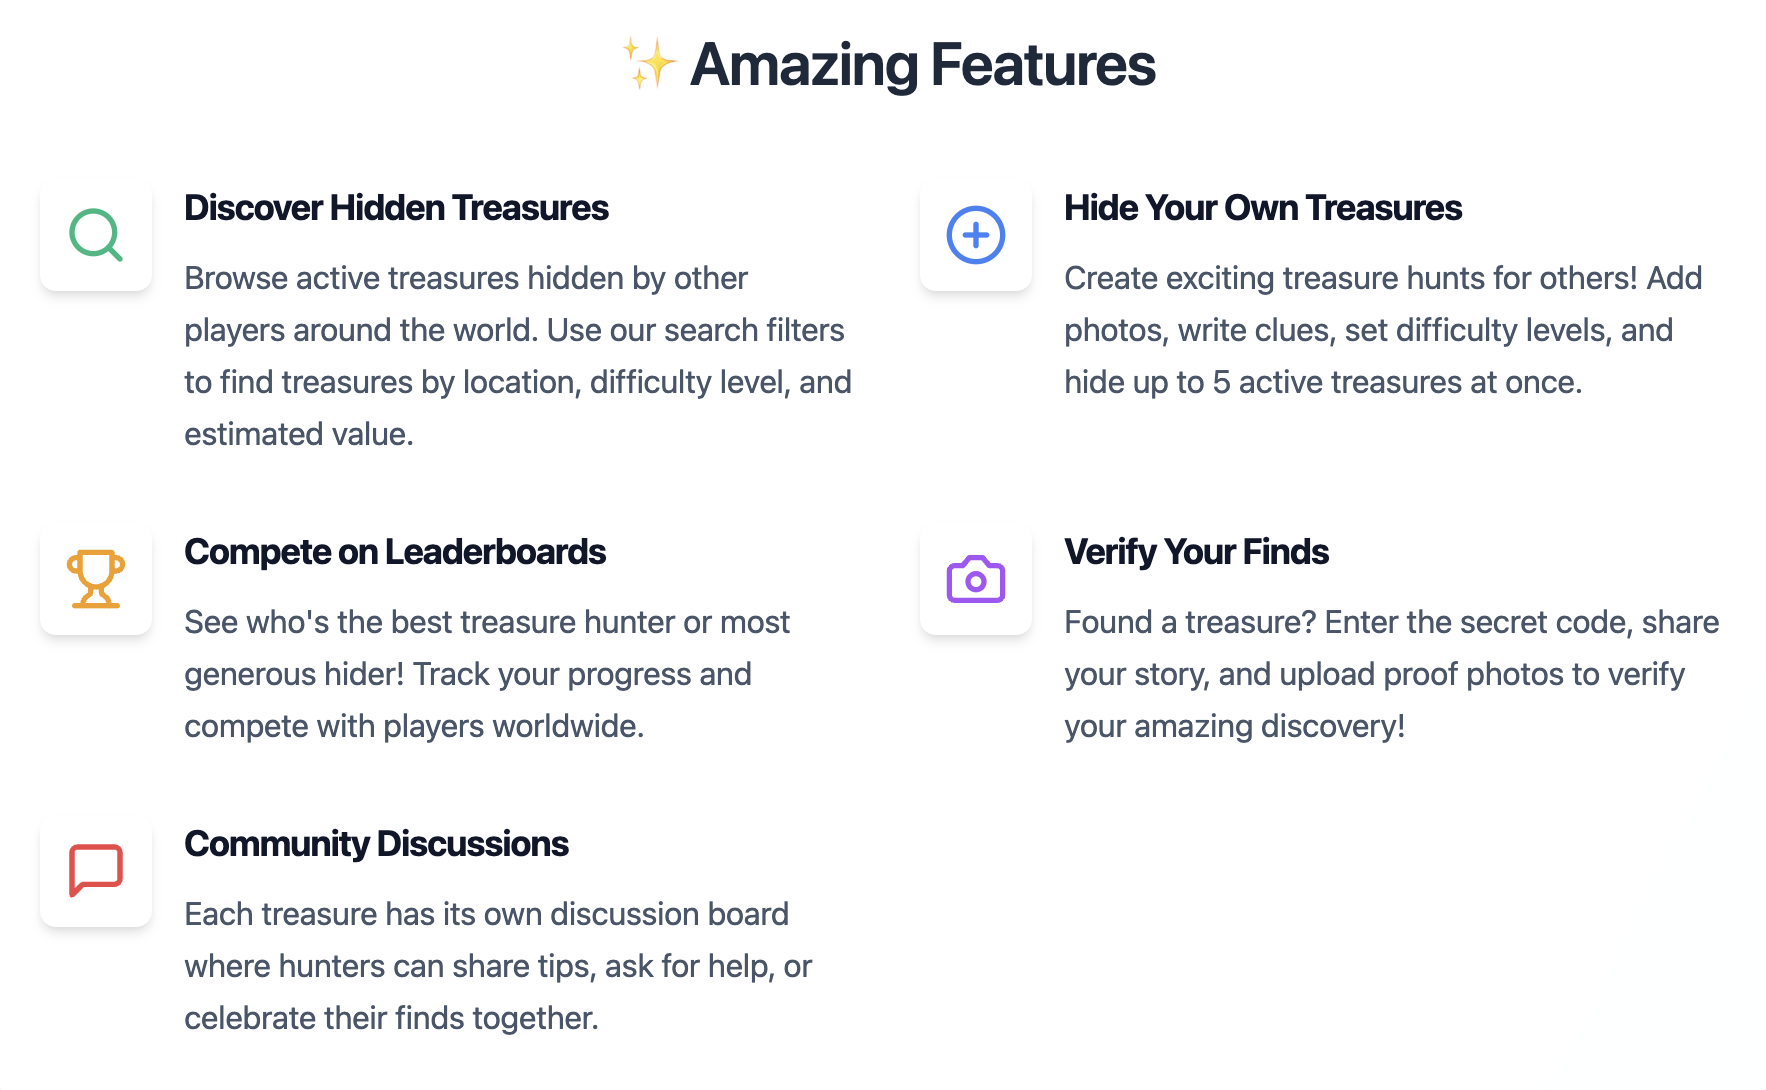 ✨ Amazing Features
Discover Hidden Treasures
Browse active treasures hidden by other
players around the world. Use our search filters
to find treasures by location, difficulty level, and
estimated value.
Hide Your Own Treasures
Create exciting treasure hunts for others! Add
photos, write clues, set difficulty levels, and
hide up to 5 active treasures at once.
Compete on Leaderboards
See who's the best treasure hunter or most
generous hider! Track your progress and
compete with players worldwide.
Verify Your Finds
Found a treasure? Enter the secret code, share
your story, and upload proof photos to verify
your amazing discovery!
Community Discussions
Each treasure has its own discussion board
where hunters can share tips, ask for help, or
celebrate their finds together.